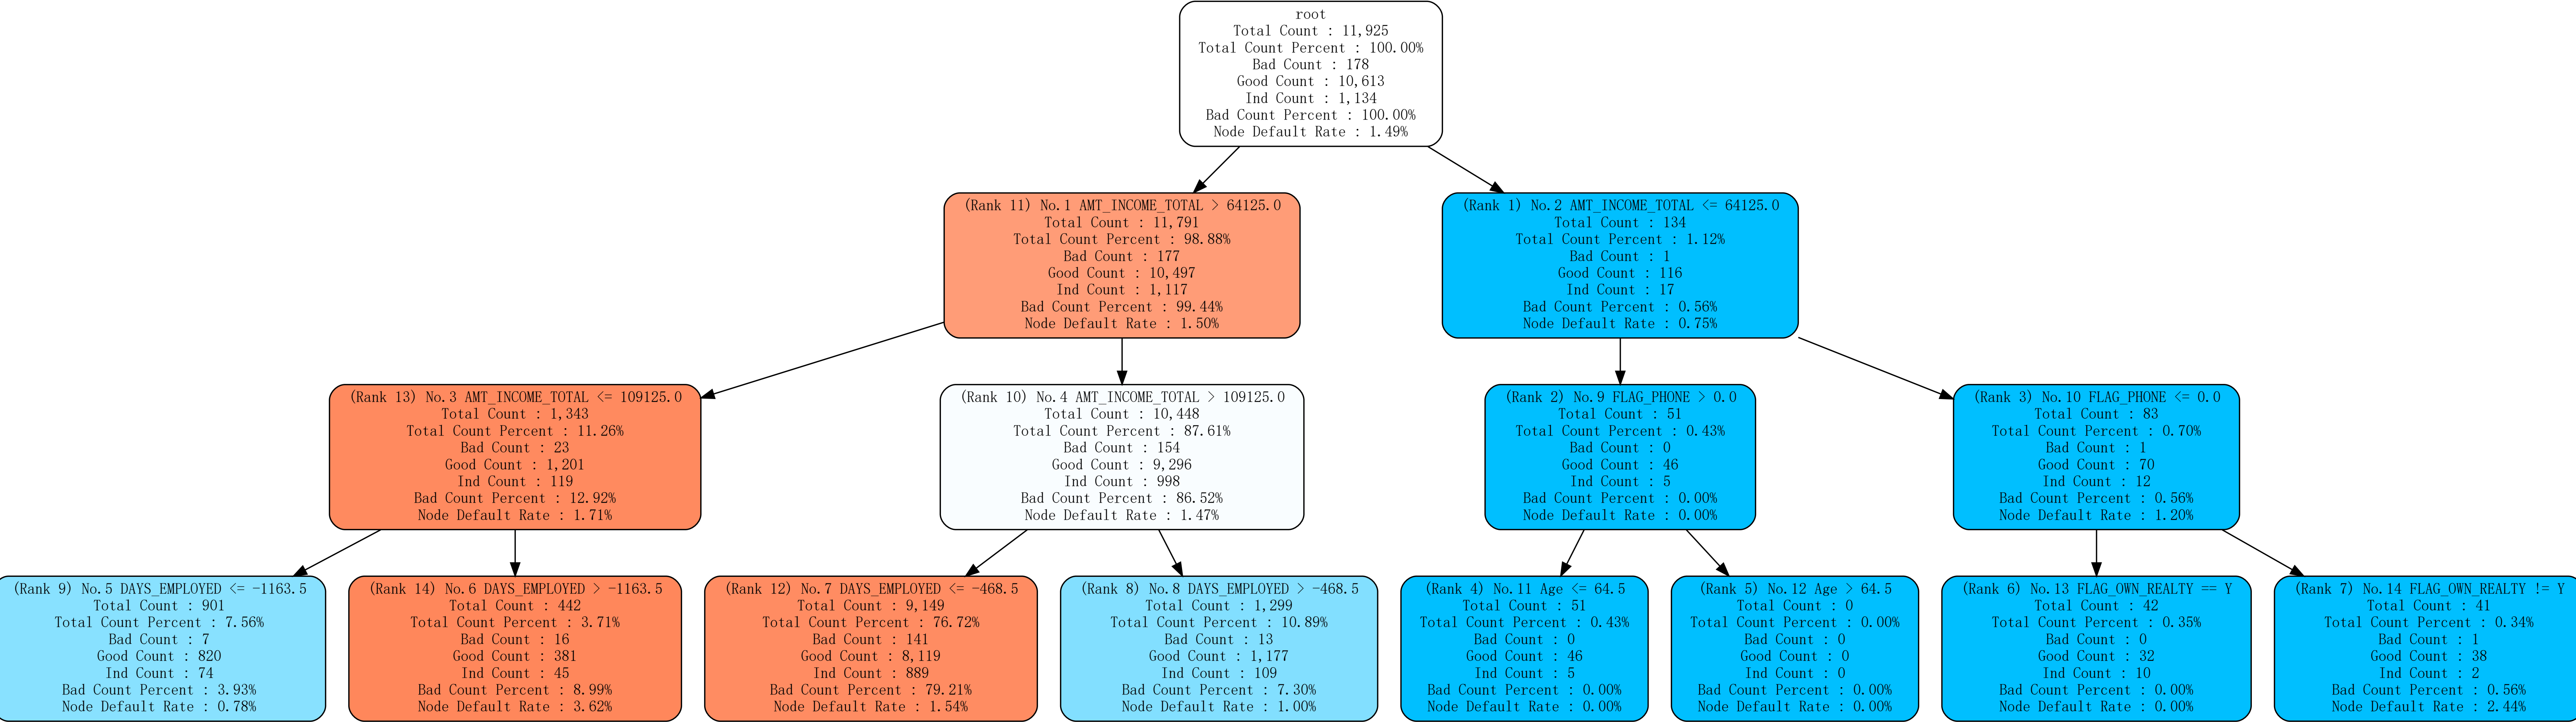 root
Total Count : 11,925
Total Count Percent : 100.00%
Bad Count : 178
Good Count : 10,613
Ind Count : 1,134
Bad Count Percent : 100.00%
Node Default Rate : 1.49%
(Rank 11) No.1 AMT_INCOME_TOTAL > 64125.0
Total Count : 11,791
Total Count Percent : 98.88%
Bad Count : 177
Good Count : 10,497
Ind Count : 1,117
Bad Count Percent : 99.44%
Node Default Rate : 1.50%
(Rank 1) No.2 AMT_INCOME_TOTAL <= 64125.0
Total Count : 134
Total Count Percent : 1.12%
Bad Count : 1
Good Count : 116
Ind Count : 17
Bad Count Percent : 0.56%
Node Default Rate : 0.75%
(Rank 13) No.3 AMT_INCOME_TOTAL <= 109125.0
Total Count : 1,343
Total Count Percent : 11.26%
Bad Count : 23
Good Count : 1,201
Ind Count : 119
Bad Count Percent : 12.92%
Node Default Rate : 1.71%
(Rank 10) No.4 AMT_INCOME_TOTAL > 109125.0
Total Count : 10,448
Total Count Percent : 87.61%
Bad Count : 154
Good Count : 9,296
Ind Count : 998
Bad Count Percent : 86.52%
Node Default Rate : 1.47%
(Rank 2) No.9 FLAG_PHONE > 0.0
Total Count : 51
Total Count Percent : 0.43%
Bad Count : 0
Good Count : 46
Ind Count : 5
Bad Count Percent : 0.00%
Node Default Rate : 0.00%
(Rank 3) No.10 FLAG_PHONE <= 0.0
Total Count : 83
Total Count Percent : 0.70%
Bad Count : 1
Good Count : 70
Ind Count : 12
Bad Count Percent : 0.56%
Node Default Rate : 1.20%
(Rank 9) No.5 DAYS_EMPLOYED <= -1163.5
Total Count : 901
Total Count Percent : 7.56%
Bad Count : 7
Good Count : 820
Ind Count : 74
Bad Count Percent : 3.93%
Node Default Rate : 0.78%
(Rank 14) No.6 DAYS_EMPLOYED > -1163.5
Total Count : 442
Total Count Percent : 3.71%
Bad Count : 16
Good Count : 381
Ind Count : 45
Bad Count Percent : 8.99%
Node Default Rate : 3.62%
(Rank 12) No.7 DAYS_EMPLOYED <= -468.5
Total Count : 9,149
Total Count Percent : 76.72%
Bad Count : 141
Good Count : 8,119
Ind Count : 889
Bad Count Percent : 79.21%
Node Default Rate : 1.54%
(Rank 8) No.8 DAYS_EMPLOYED > -468.5
Total Count : 1,299
Total Count Percent : 10.89%
Bad Count : 13
Good Count : 1,177
Ind Count : 109
Bad Count Percent : 7.30%
Node Default Rate : 1.00%
(Rank 4) No.11 Age <= 64.5
Total Count : 51
Total Count Percent : 0.43%
Bad Count : 0
Good Count : 46
Ind Count : 5
Bad Count Percent : 0.00%
Node Default Rate : 0.00%
(Rank 5) No.12 Age > 64.5
Total Count : 0
Total Count Percent : 0.00%
Bad Count : 0
Good Count : 0
Ind Count : 0
Bad Count Percent : 0.00%
Node Default Rate : 0.00%
(Rank 6) No.13 FLAG_OWN_REALTY == Y
Total Count : 42
Total Count Percent : 0.35%
Bad Count : 0
Good Count : 32
Ind Count : 10
Bad Count Percent : 0.00%
Node Default Rate : 0.00%
(Rank 7) No.14 FLAG_OWN_REALTY != Y
Total Count : 41
Total Count Percent : 0.34%
Bad Count : 1
Good Count : 38
Ind Count : 2
Bad Count Percent : 0.56%
Node Default Rate : 2.44%